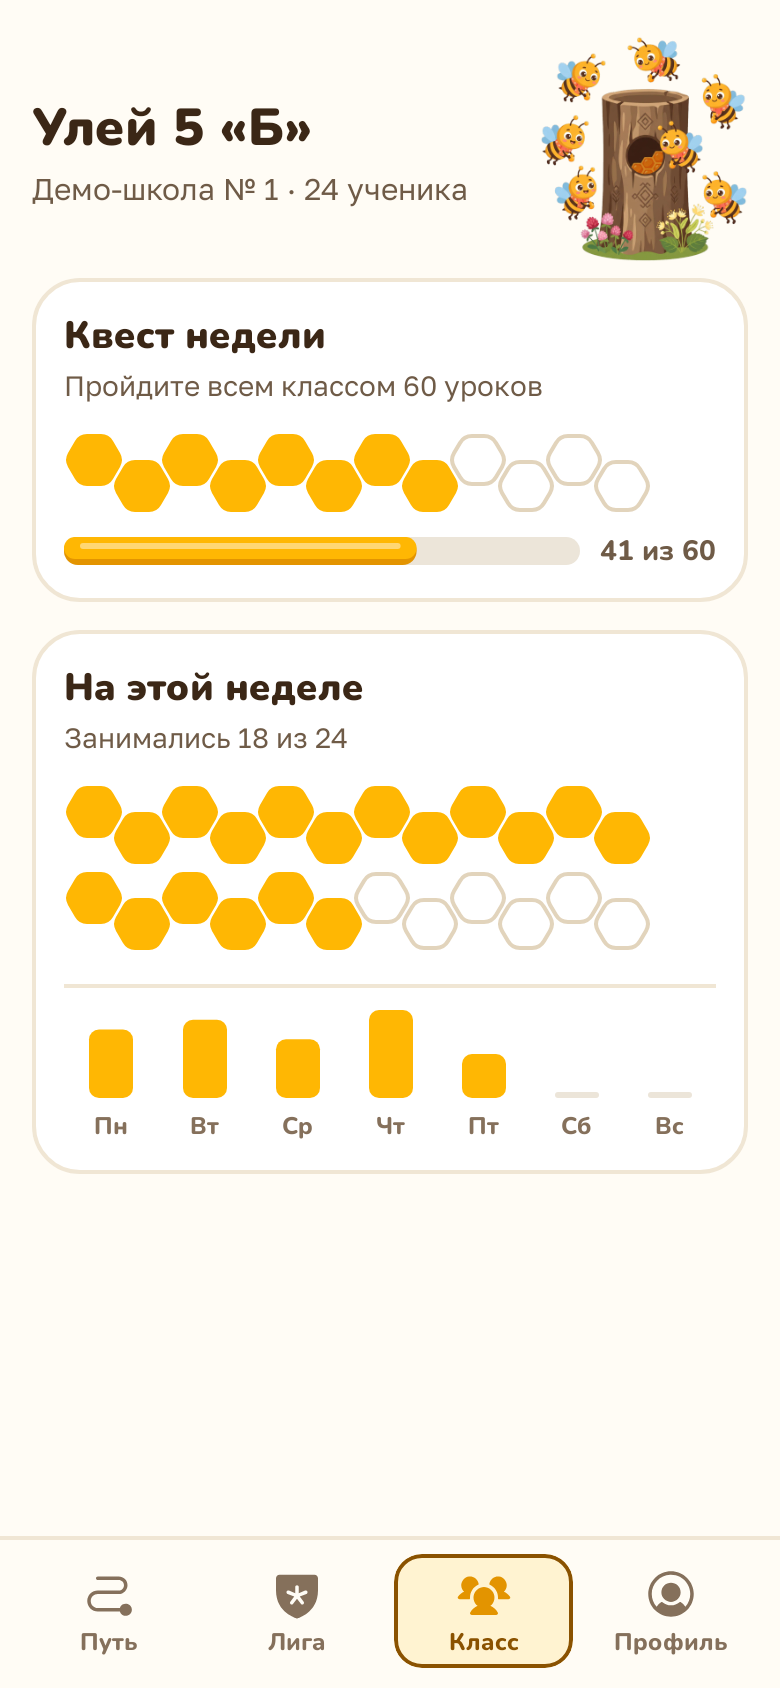 Улей 5 «Б»
Демо-школа № 1 · 24 ученика
Квест недели
Пройдите всем классом 60 уроков
41 из 60
На этой неделе
Занимались 18 из 24
Пн Вт Ср Чт Пт Сб Вс
Путь Лига Класс Профиль